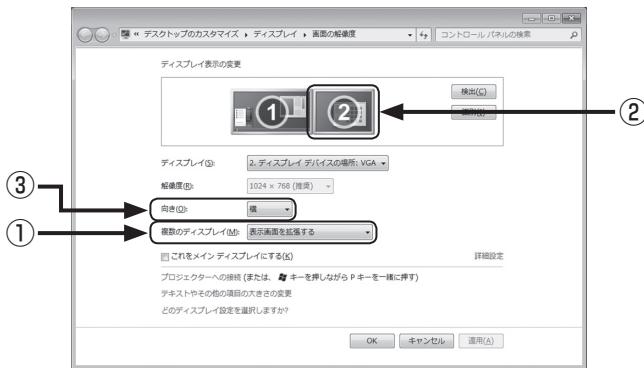 « デスクトップのカスタマイズ ▸ ディスプレイ ▸ 画面の解像度
コントロール パネルの検索
ディスプレイ表示の変更
1
2
検出(C)
②
ディスプレイ(S): 2. ディスプレイ デバイスの場所: VGA
解像度(R): 1024 × 768 (推奨)
③
向き(O): 横
①
複数のディスプレイ(M): 表示画面を拡張する
これをメイン ディスプレイにする(K)
詳細設定
プロジェクターへの接続 (または、 キーを押しながら P キーを一緒に押す)
テキストやその他の項目の大きさの変更
どのディスプレイ設定を選択しますか?
OK
キャンセル
適用(A)